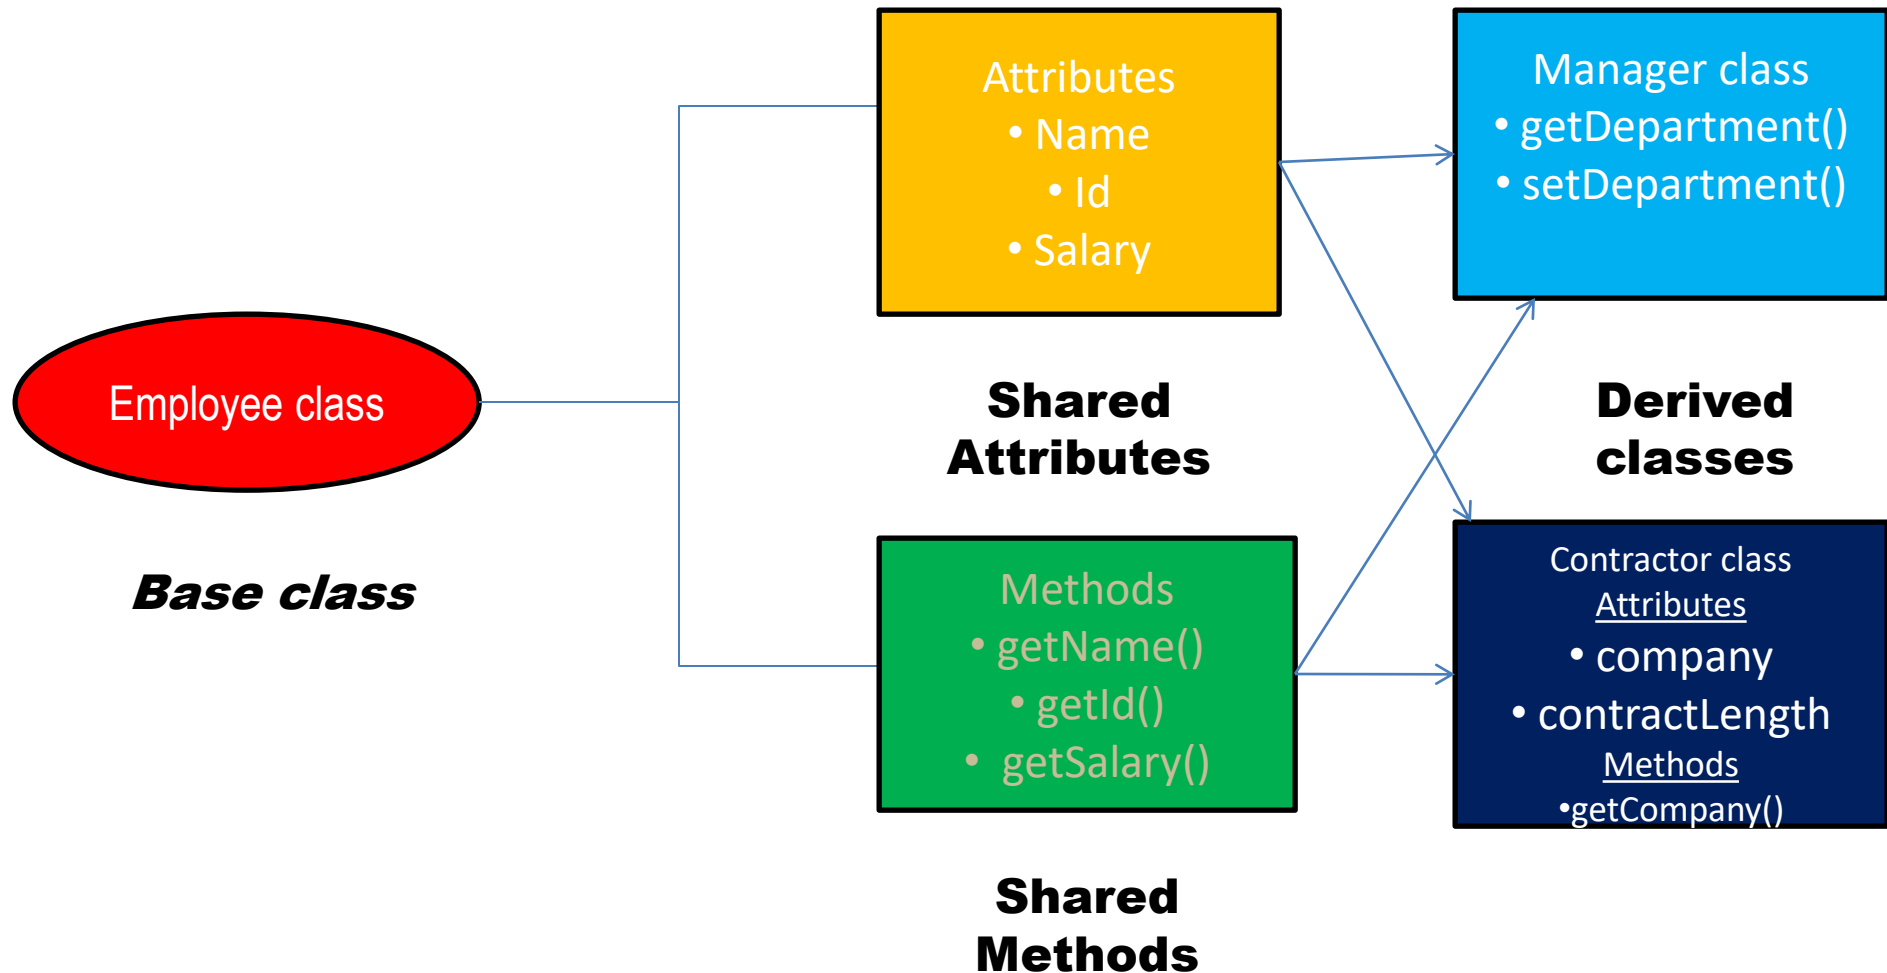 Employee class
Base class
Attributes
• Name
• Id
• Salary
Shared
Attributes
Methods
• getName()
• getId()
• getSalary()
Shared
Methods
Manager class
• getDepartment()
• setDepartment()
Derived
classes
Contractor class
Attributes
• company
• contractLength
Methods
•getCompany()